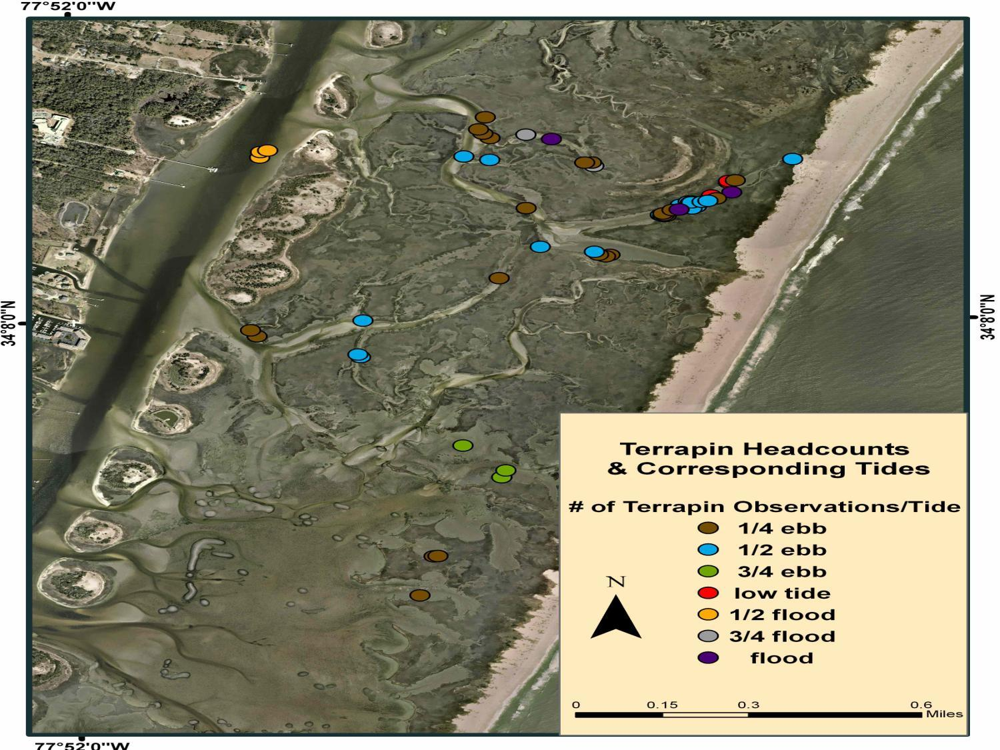 77°52'0"W
34°8'0"N
34°8'0"N
Terrapin Headcounts
& Corresponding Tides
# of Terrapin Observations/Tide
1/4 ebb
1/2 ebb
3/4 ebb
low tide
1/2 flood
3/4 flood
flood
N
0 0.15 0.3 0.6
Miles
77°52'0"W